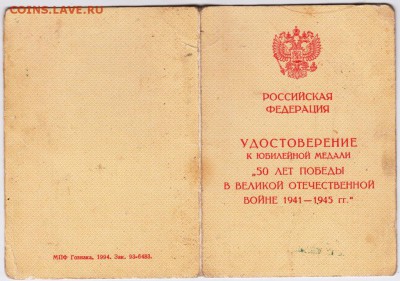 COINS.LAVE.RU
РОССИЙСКАЯ
ФЕДЕРАЦИЯ
УДОСТОВЕРЕНИЕ
К ЮБИЛЕЙНОЙ МЕДАЛИ
„50 ЛЕТ ПОБЕДЫ
В ВЕЛИКОЙ ОТЕЧЕСТВЕННОЙ
ВОЙНЕ 1941—1945 гг."
МПФ Гознака, 1994. Зак. 93-6485.